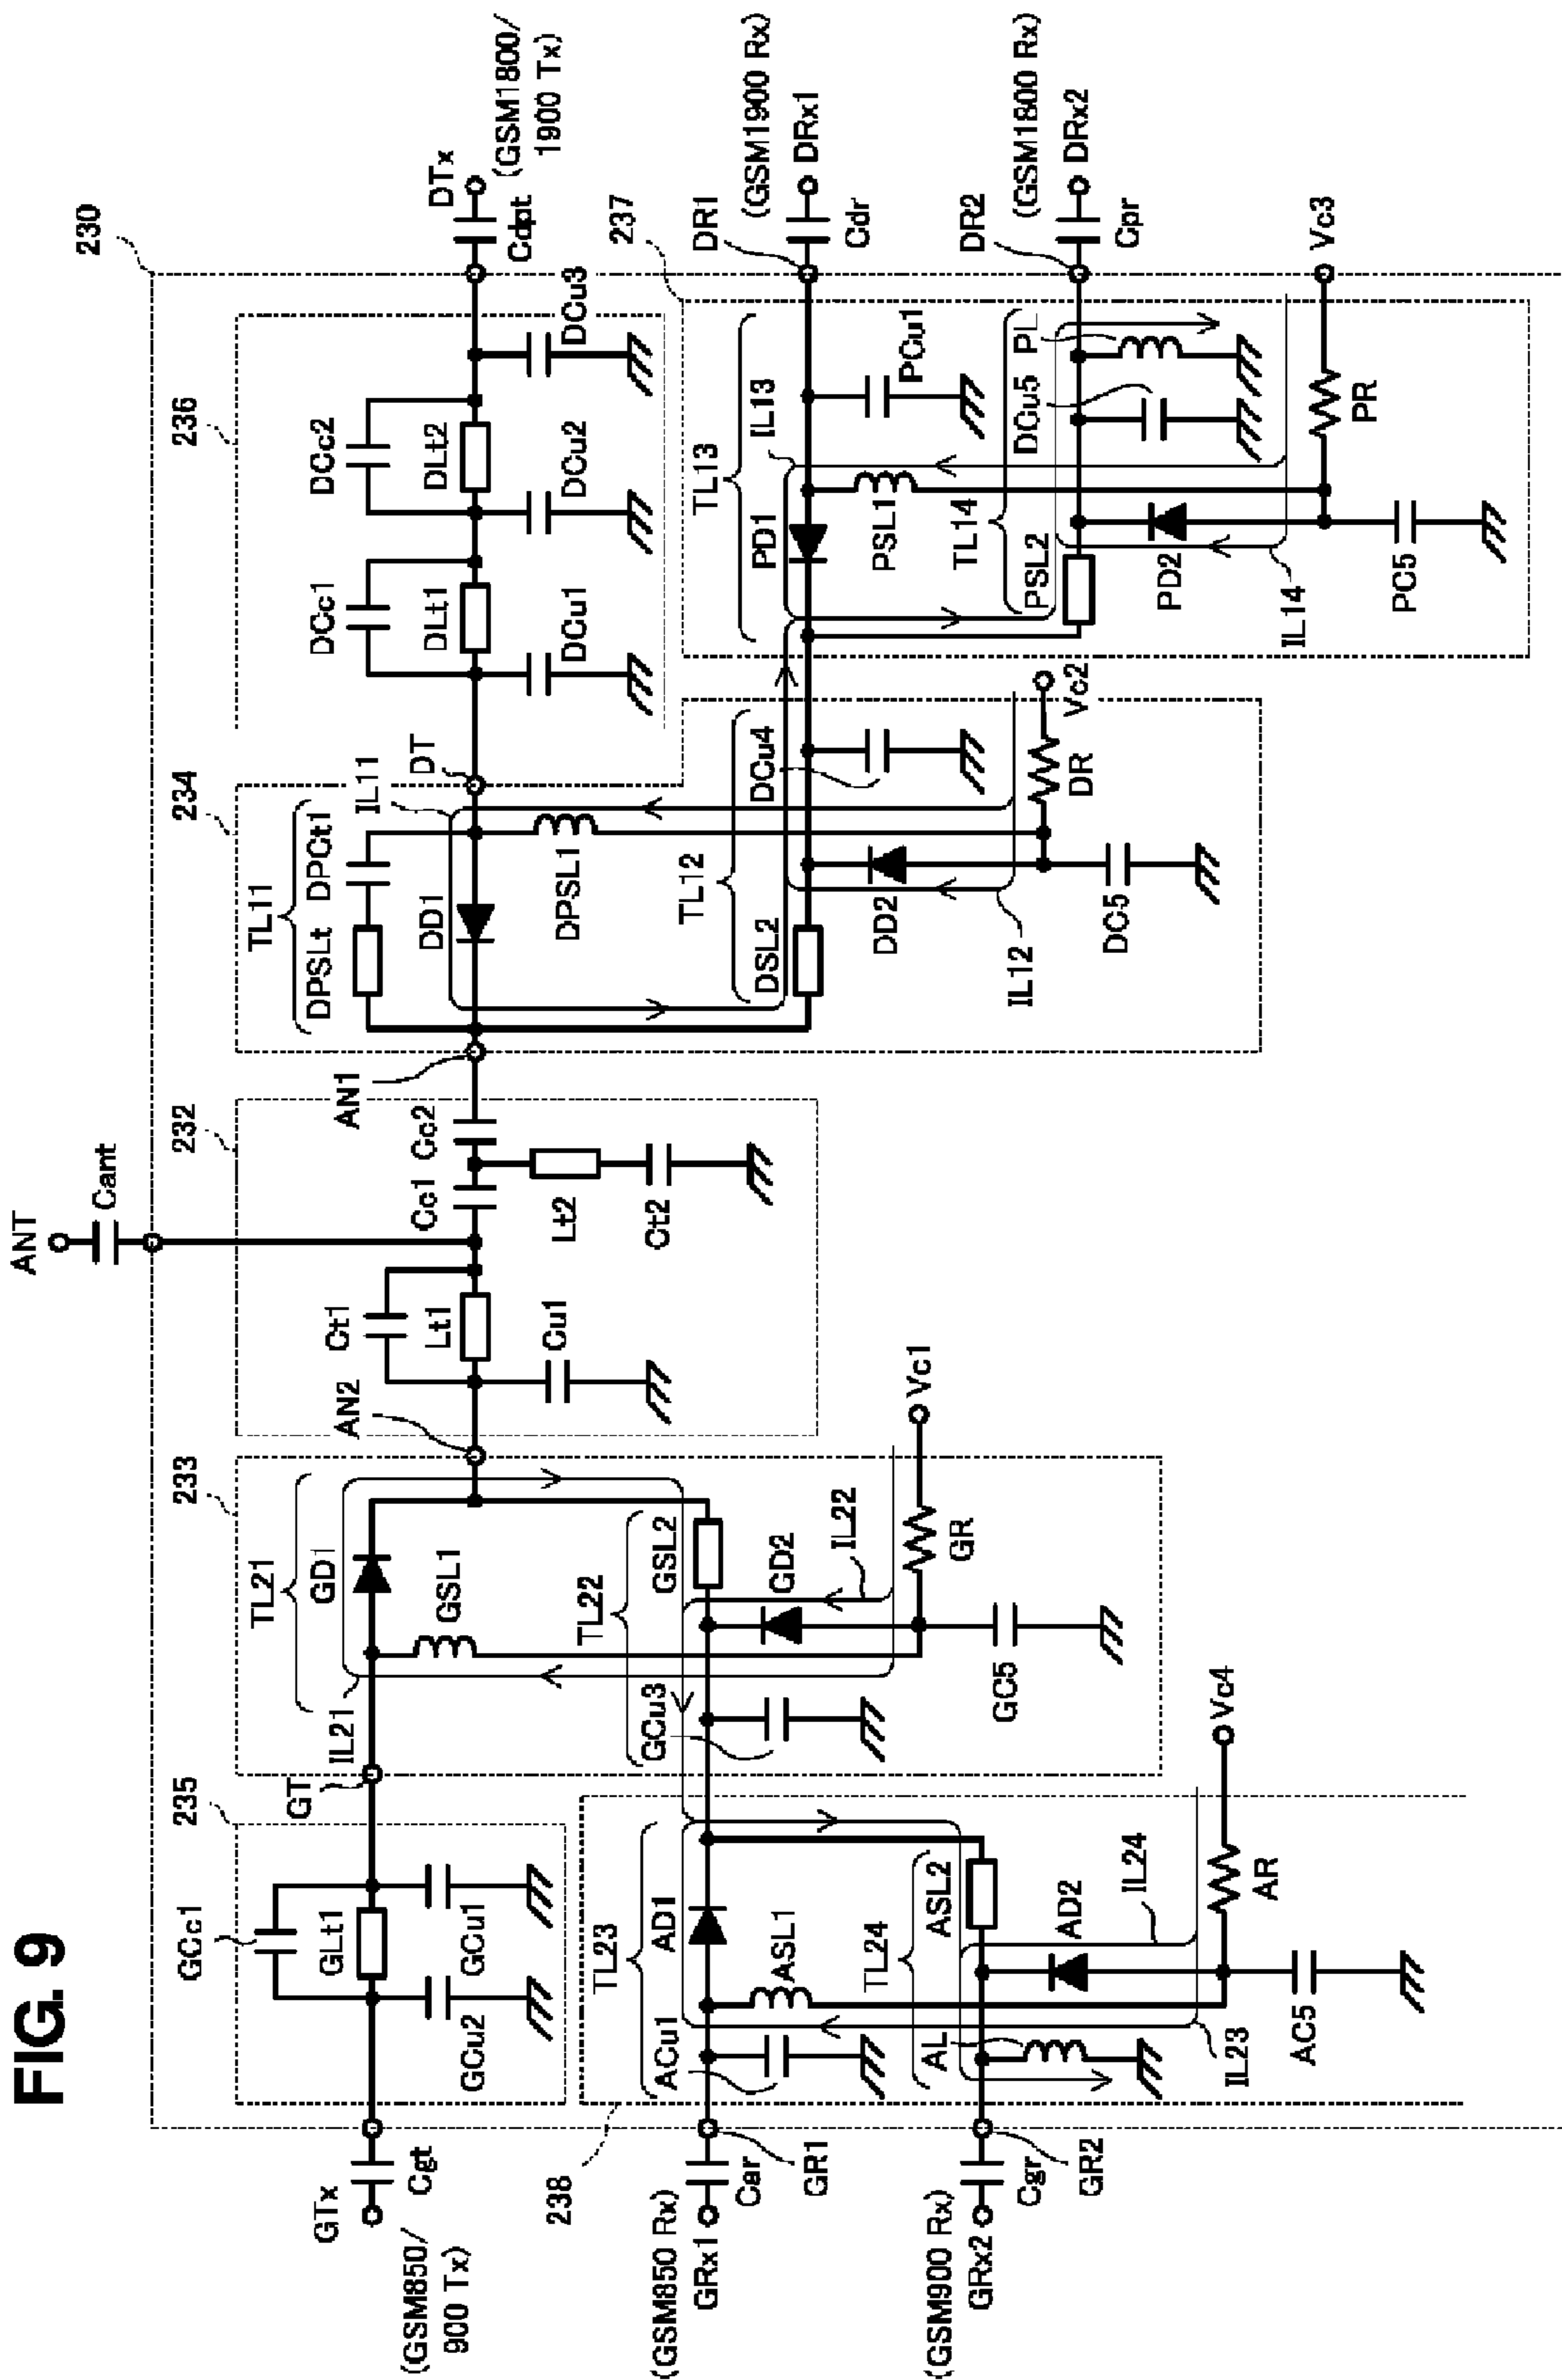 FIG. 9
ANT
Cant
230
232
233
234
235
236
237
238
GTx
(GSM850/
900 Tx)
Cgt
GCc1
GLt1
GCu2
GCu1
GT
IL21
TL21
GD1
GSL1
TL22
GSL2
GCu3
GD2
IL22
GR
GC5
Vc1
AN2
Ct1
Lt1
Cu1
Cc1
Cc2
Lt2
Ct2
AN1
TL11
DPSLt
DPCt1
DD1
DPSL1
IL11
DT
TL12
DSL2
DCu4
DD2
IL12
DR
DC5
Vc2
DCc1
DLt1
DCu1
DCc2
DLt2
DCu2
DCu3
DTx
Cdpt
(GSM1800/
1900 Tx)
TL13
PD1
IL13
PSL1
PCu1
DR1
Cdr
DRx1
(GSM1900 Rx)
TL14
PSL2
DCu5
PL
PD2
IL14
PC5
PR
Vc3
DR2
Cpr
DRx2
(GSM1800 Rx)
(GSM850 Rx)
GRx1
Car
GR1
TL23
ACu1
AD1
ASL1
TL24
AL
ASL2
AD2
IL24
IL23
AR
AC5
Vc4
(GSM900 Rx)
GRx2
Cgr
GR2